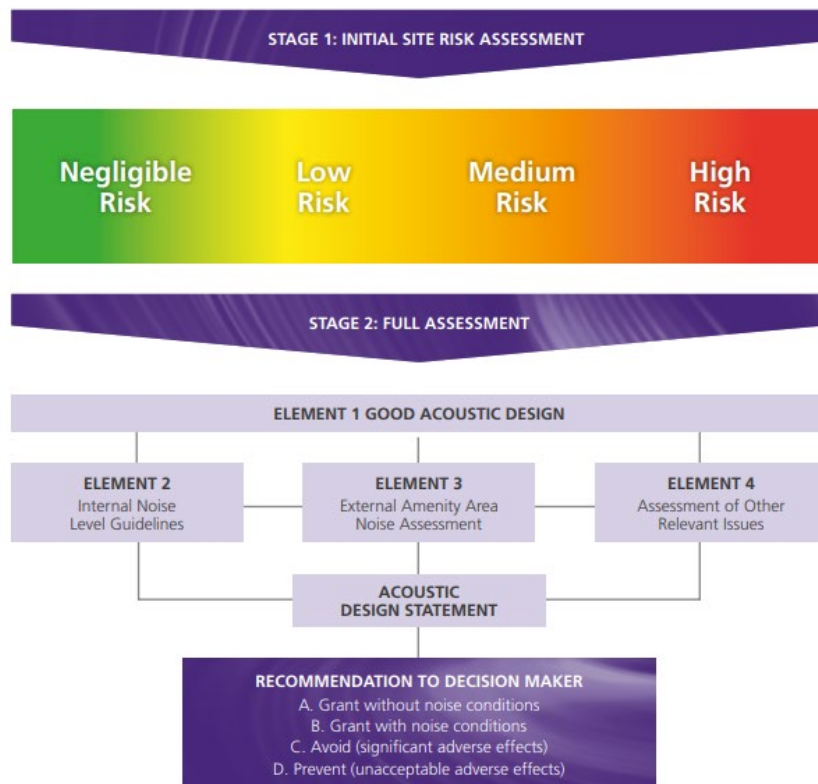 STAGE 1: INITIAL SITE RISK ASSESSMENT
Negligible
Risk
Low
Risk
Medium
Risk
High
Risk
STAGE 2: FULL ASSESSMENT
ELEMENT 1 GOOD ACOUSTIC DESIGN
ELEMENT 2
Internal Noise
Level Guidelines
ELEMENT 3
External Amenity Area
Noise Assessment
ELEMENT 4
Assessment of Other
Relevant Issues
ACOUSTIC
DESIGN STATEMENT
RECOMMENDATION TO DECISION MAKER
A. Grant without noise conditions
B. Grant with noise conditions
C. Avoid (significant adverse effects)
D. Prevent (unacceptable adverse effects)